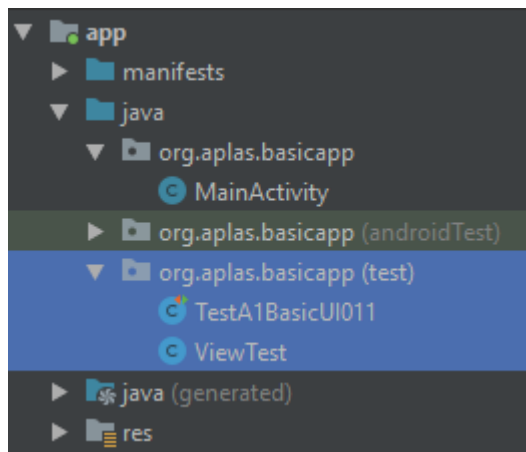 app
manifests
java
org.aplas.basicapp
MainActivity
org.aplas.basicapp (androidTest)
org.aplas.basicapp (test)
TestA1BasicUI011
ViewTest
java (generated)
res